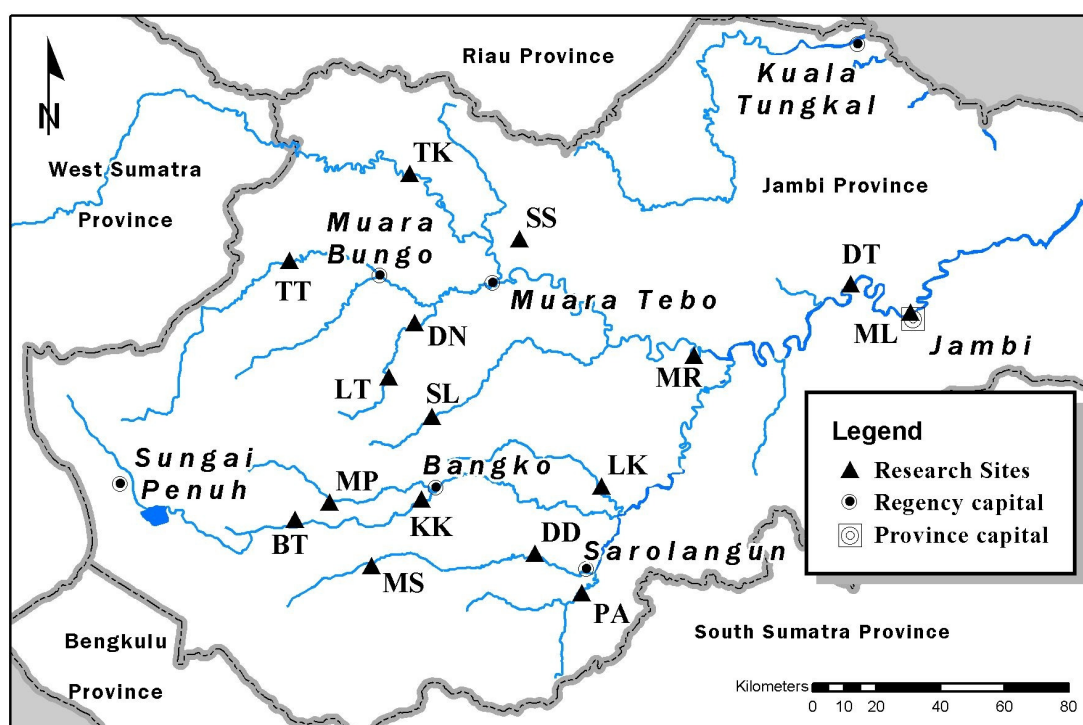 Riau Province
Kuala
Tungkal
N
West Sumatra
Province
TK
Jambi Province
Muara
Bungo
SS
TT
Muara Tebo
DT
DN
ML
Jambi
MR
LT
SL
Sungai
Penuh
MP
Bangko
LK
KK
BT
DD
Sarolangun
MS
PA
Legend
Research Sites
Regency capital
Province capital
Bengkulu
Province
South Sumatra Province
Kilometers
0 10 20 40 60 80